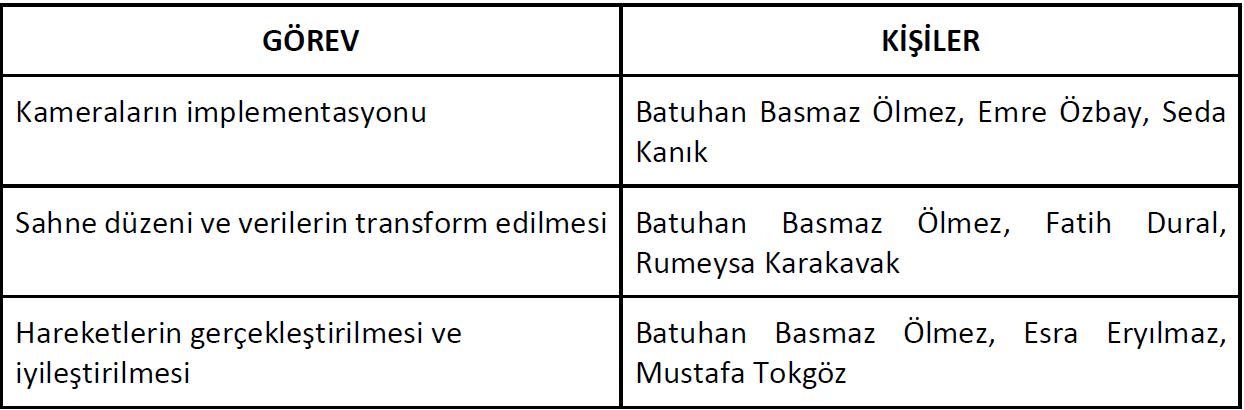 GÖREV
KİŞİLER
Kameraların implementasyonu
Batuhan Basmaz Ölmez, Emre Özbay, Seda
Kanık
Sahne düzeni ve verilerin transform edilmesi
Batuhan Basmaz Ölmez, Fatih Dural,
Rumeysa Karakavak
Hareketlerin gerçekleştirilmesi ve
iyileştirilmesi
Batuhan Basmaz Ölmez, Esra Eryılmaz,
Mustafa Tokgöz